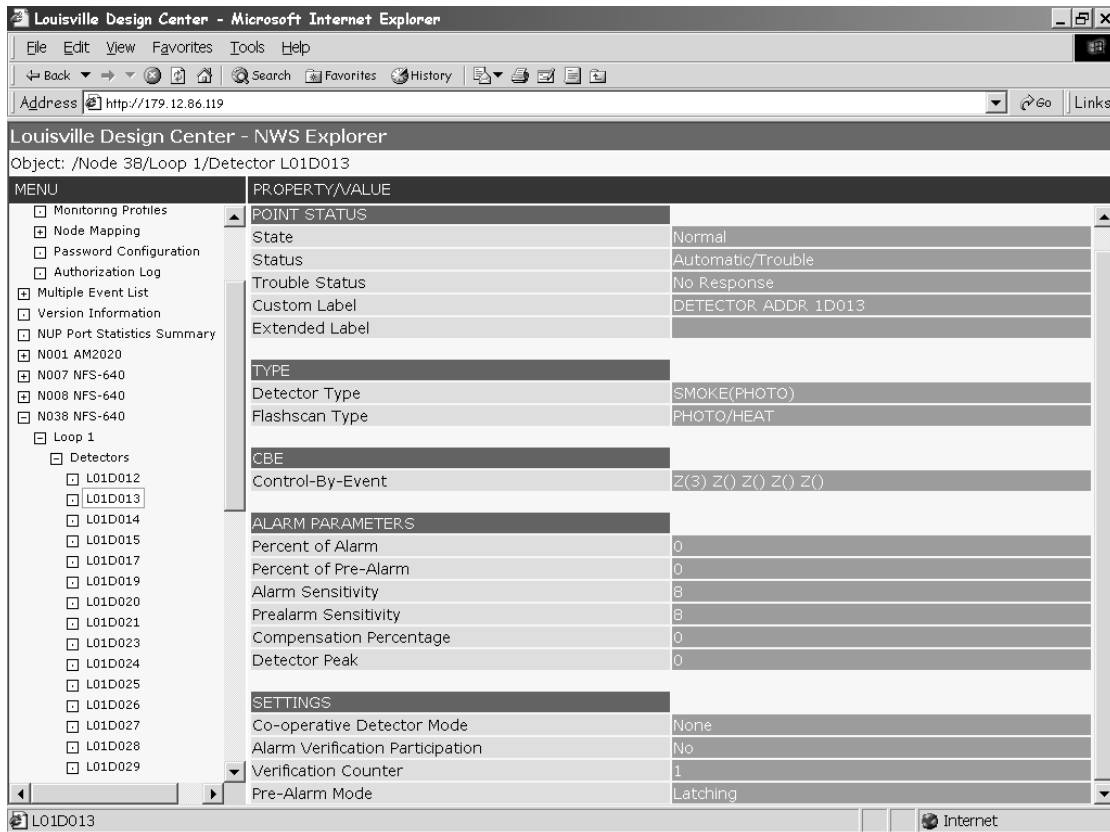 Louisville Design Center - Microsoft Internet Explorer
File Edit View Favorites Tools Help
Back Search Favorites History
Address http://179.12.86.119 Go Links
Louisville Design Center - NWS Explorer
Object: /Node 38/Loop 1/Detector L01D013
MENU
Monitoring Profiles
Node Mapping
Password Configuration
Authorization Log
Multiple Event List
Version Information
NUP Port Statistics Summary
N001 AM2020
N007 NFS-640
N008 NFS-640
N038 NFS-640
Loop 1
Detectors
L01D012
L01D013
L01D014
L01D015
L01D017
L01D019
L01D020
L01D021
L01D023
L01D024
L01D025
L01D026
L01D027
L01D028
L01D029
PROPERTY/VALUE
POINT STATUS
State Normal
Status Automatic/Trouble
Trouble Status No Response
Custom Label DETECTOR ADDR 1D013
Extended Label
TYPE
Detector Type SMOKE(PHOTO)
Flashscan Type PHOTO/HEAT
CBE
Control-By-Event Z(3) Z() Z() Z() Z()
ALARM PARAMETERS
Percent of Alarm 0
Percent of Pre-Alarm 0
Alarm Sensitivity 8
Prealarm Sensitivity 8
Compensation Percentage 0
Detector Peak 0
SETTINGS
Co-operative Detector Mode None
Alarm Verification Participation No
Verification Counter 1
Pre-Alarm Mode Latching
L01D013 Internet